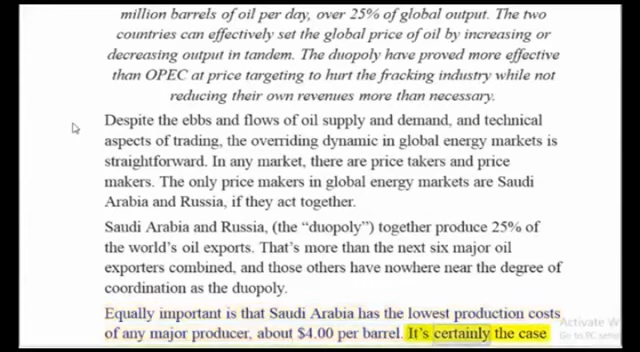 million barrels of oil per day, over 25% of global output. The two
countries can effectively set the global price of oil by increasing or
decreasing output in tandem. The duopoly have proved more effective
than OPEC at price targeting to hurt the fracking industry while not
reducing their own revenues more than necessary.
Despite the ebbs and flows of oil supply and demand, and technical
aspects of trading, the overriding dynamic in global energy markets is
straightforward. In any market, there are price takers and price
makers. The only price makers in global energy markets are Saudi
Arabia and Russia, if they act together.
Saudi Arabia and Russia, (the “duopoly”) together produce 25% of
the world’s oil exports. That’s more than the next six major oil
exporters combined, and those others have nowhere near the degree of
coordination as the duopoly.
Equally important is that Saudi Arabia has the lowest production costs
of any major producer, about $4.00 per barrel. It’s certainly the case
Activate W
Go to PC